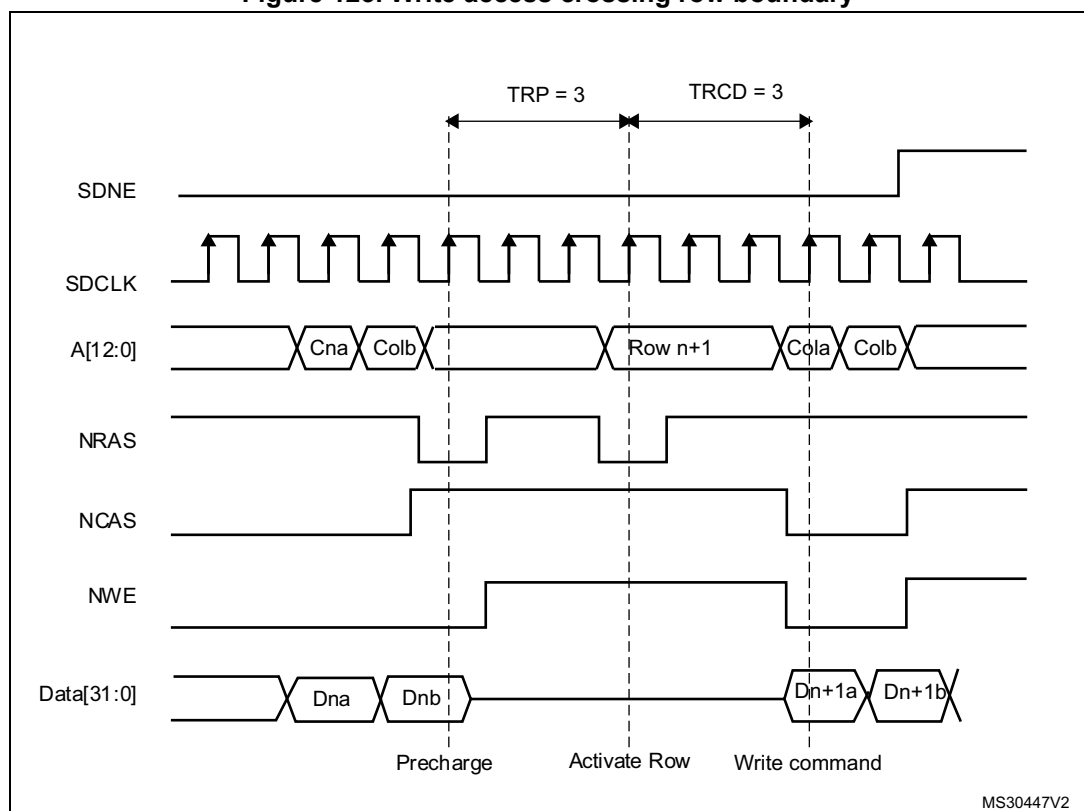 TRP = 3
TRCD = 3
SDNE
SDCLK
A[12:0]
Cna
Colb
Row n+1
Cola
Colb
NRAS
NCAS
NWE
Data[31:0]
Dna
Dnb
Dn+1a
Dn+1b
Precharge
Activate Row
Write command
MS30447V2